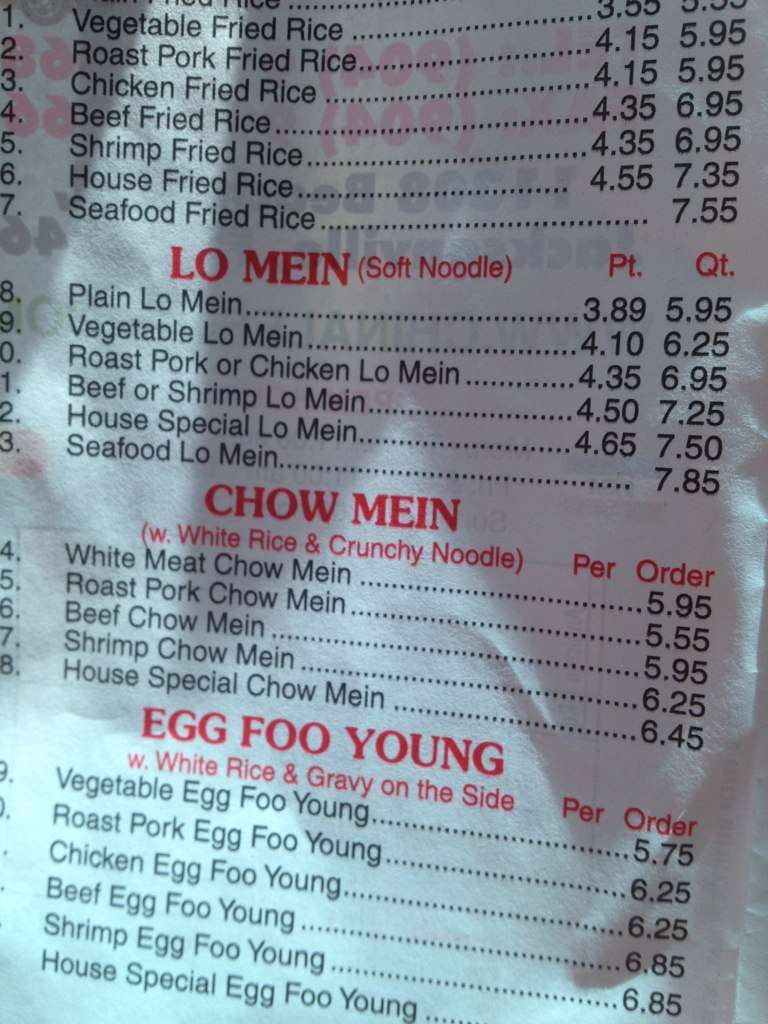 Fried Rice
1. Vegetable Fried Rice ........ 3.55
2. Roast Pork Fried Rice ........ 4.15 5.95
3. Chicken Fried Rice ........ 4.15 5.95
4. Beef Fried Rice ........ 4.35 6.95
5. Shrimp Fried Rice ........ 4.35 6.95
6. House Fried Rice ........ 4.55 7.35
7. Seafood Fried Rice ........ 7.55
LO MEIN (Soft Noodle) Pt. Qt.
8. Plain Lo Mein ........ 3.89 5.95
9. Vegetable Lo Mein ........ 4.10 6.25
0. Roast Pork or Chicken Lo Mein ........ 4.35 6.95
1. Beef or Shrimp Lo Mein ........ 4.50 7.25
2. House Special Lo Mein ........ 4.65 7.50
3. Seafood Lo Mein ........ 7.85
CHOW MEIN
(w. White Rice & Crunchy Noodle) Per Order
4. White Meat Chow Mein ........ 5.95
5. Roast Pork Chow Mein ........ 5.55
6. Beef Chow Mein ........ 5.95
7. Shrimp Chow Mein ........ 6.25
8. House Special Chow Mein ........ 6.45
EGG FOO YOUNG
w. White Rice & Gravy on the Side Per Order
9. Vegetable Egg Foo Young ........ 5.75
0. Roast Pork Egg Foo Young ........ 6.25
Chicken Egg Foo Young ........ 6.25
Beef Egg Foo Young ........ 6.85
Shrimp Egg Foo Young ........ 6.85
House Special Egg Foo Young ........